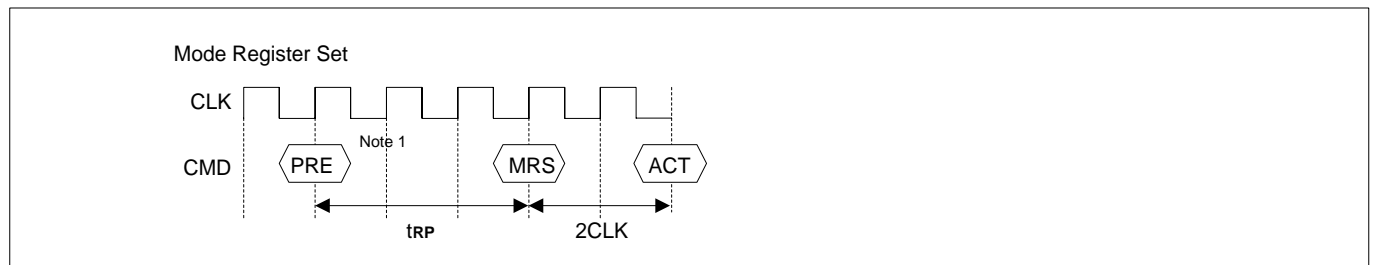 Mode Register Set
CLK
Note 1
CMD PRE MRS ACT
tRP 2CLK